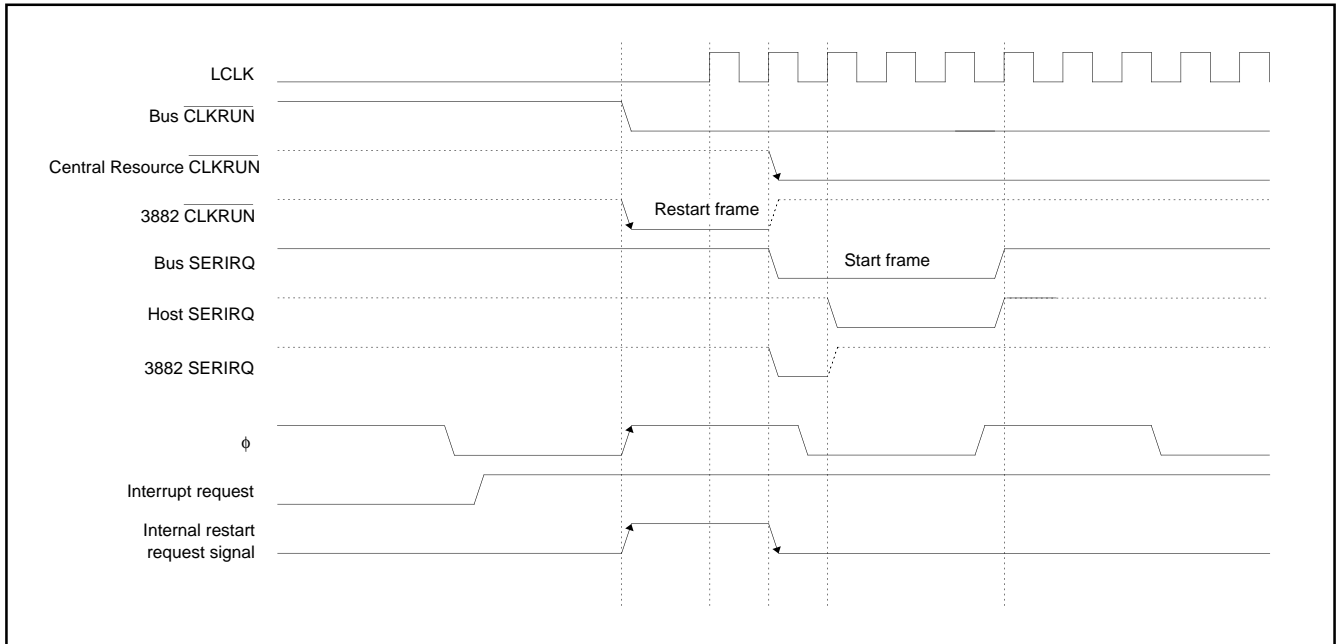 LCLK
Bus CLKRUN
Central Resource CLKRUN
3882 CLKRUN
Restart frame
Bus SERIRQ
Start frame
Host SERIRQ
3882 SERIRQ
ϕ
Interrupt request
Internal restart
request signal